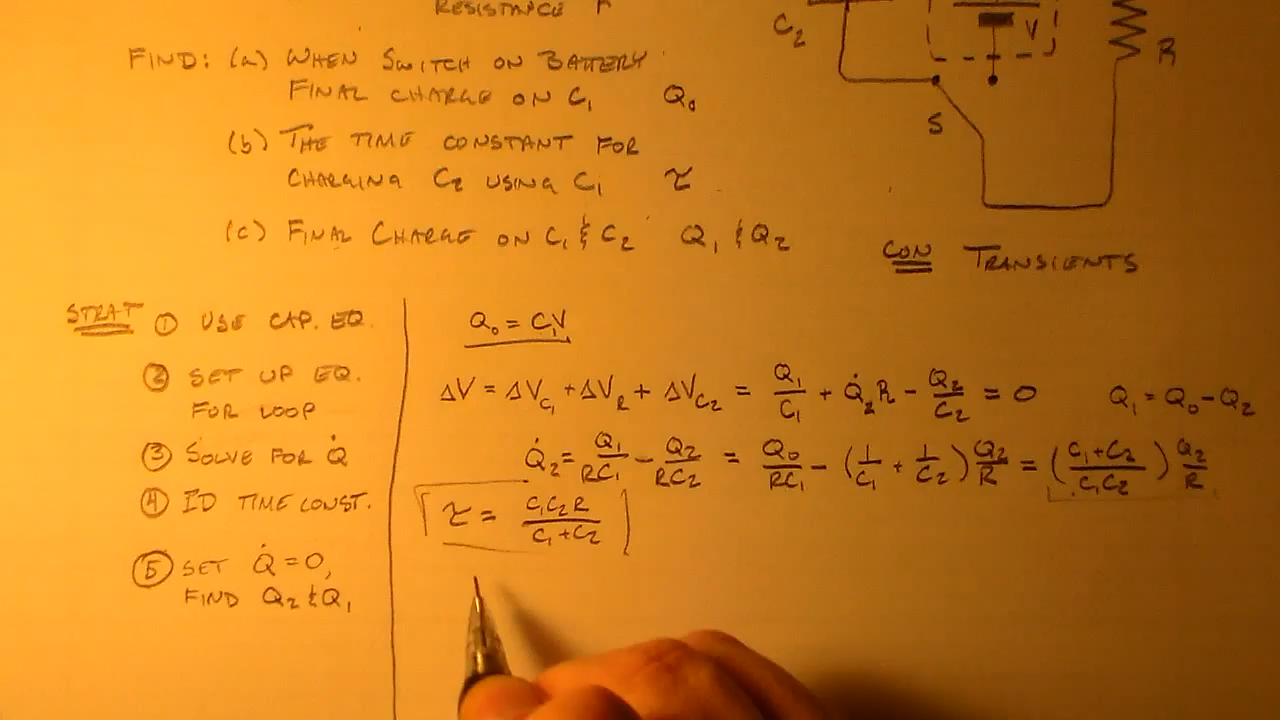 RESISTANCE R
C₂
V
R
FIND: (a) WHEN SWITCH ON BATTERY
FINAL CHARGE ON C₁ Q₀
S
(b) THE TIME CONSTANT FOR
CHARGING C₂ USING C₁ τ
(c) FINAL CHARGE ON C₁ & C₂ Q₁ & Q₂
CON TRANSIENTS
STRAT ① USE CAP. EQ.
② SET UP EQ.
FOR LOOP
③ SOLVE FOR Q̇
④ ID TIME CONST.
⑤ SET Q̇ = 0,
FIND Q₂ & Q₁
Q₀ = C₁V
ΔV = ΔV_C₁ + ΔV_R + ΔV_C₂ = Q₁/C₁ + Q̇₂R − Q₂/C₂ = 0 Q₁ = Q₀ − Q₂
Q̇₂ = Q₁/RC₁ − Q₂/RC₂ = Q₀/RC₁ − (1/C₁ + 1/C₂) Q₂/R = (C₁+C₂/C₁C₂) Q₂/R
τ = C₁C₂R/C₁+C₂